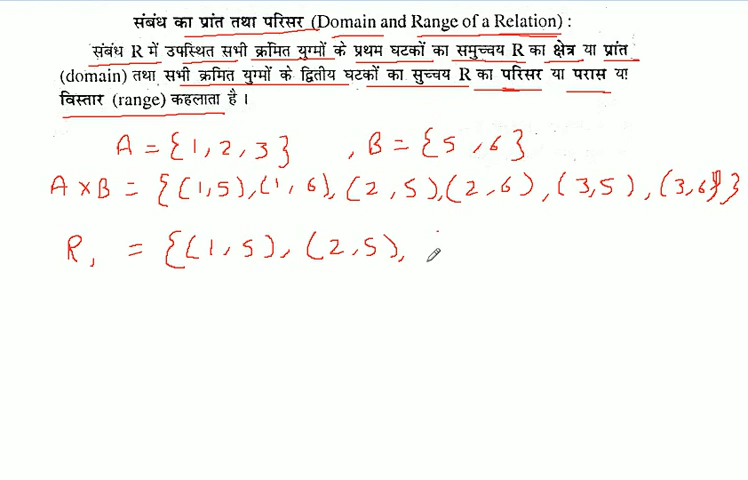 संबंध का प्रांत तथा परिसर (Domain and Range of a Relation) :
संबंध R में उपस्थित सभी क्रमित युग्मों के प्रथम घटकों का समुच्चय R का क्षेत्र या प्रांत
(domain) तथा सभी क्रमित युग्मों के द्वितीय घटकों का सुच्चय R का परिसर या परास या
विस्तार (range) कहलाता है ।
A = {1, 2, 3} , B = {5, 6}
A × B = {(1,5), (1, 6), (2, 5), (2, 6), (3,5), (3,6)}
R₁ = {(1, 5), (2, 5),